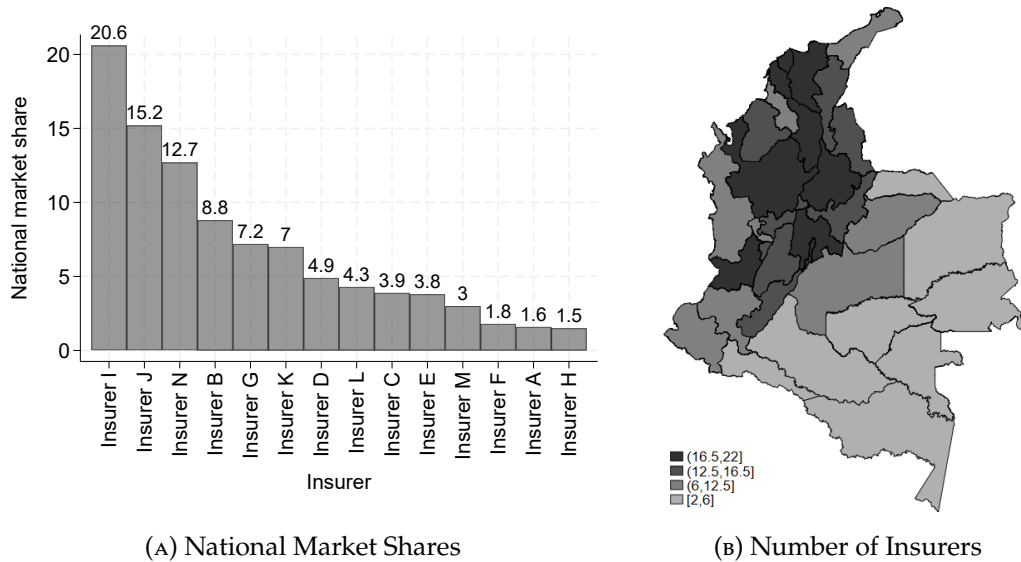 National market share
20
15
10
5
0
20.6
15.2
12.7
8.8
7.2
7
4.9
4.3
3.9
3.8
3
1.8
1.6
1.5
Insurer I
Insurer J
Insurer N
Insurer B
Insurer G
Insurer K
Insurer D
Insurer L
Insurer C
Insurer E
Insurer M
Insurer F
Insurer A
Insurer H
Insurer
(A) National Market Shares
(16.5,22]
(12.5,16.5]
(6,12.5]
[2,6]
(B) Number of Insurers